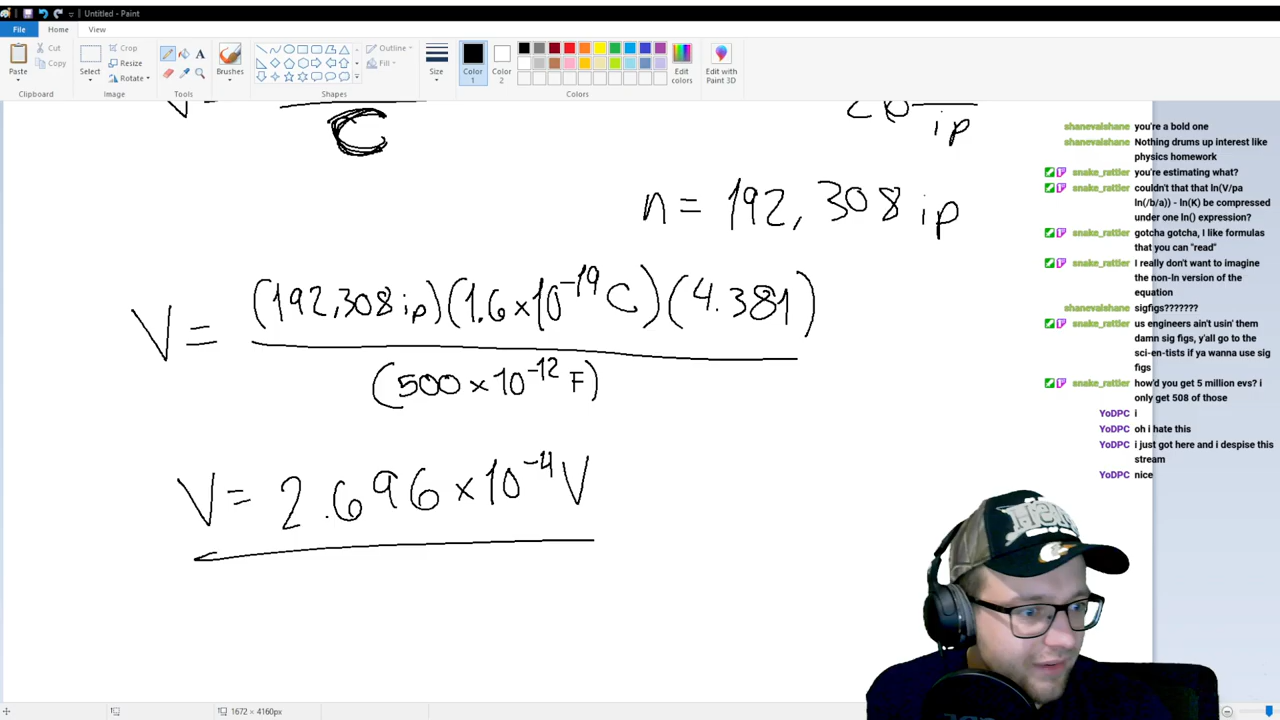 Untitled - Paint
File
Home
View
Paste
Cut
Copy
Clipboard
Select
Crop
Resize
Rotate
Image
A
Tools
Brushes
Outline
Fill
Shapes
Size
Color 1
Color 2
Edit colors
Colors
Edit with Paint 3D
V =
C
ip
n = 192,308 ip
V = (192,308 ip)(1.6×10⁻¹⁹ C)(4.381)
(500×10⁻¹² F)
V = 2.696×10⁻⁴ V
shanevalshane you're a bold one
shanevalshane Nothing drums up interest like
physics homework
snake_rattler you're estimating what?
snake_rattler couldn't that that ln(V/pa
ln(/b/a)) - ln(K) be compressed
under one ln() expression?
snake_rattler gotcha gotcha, I like formulas
that you can "read"
snake_rattler I really don't want to imagine
the non-ln version of the
equation
shanevalshane sigfigs???????
snake_rattler us engineers ain't usin' them
damn sig figs, y'all go to the
sci-en-tists if ya wanna use sig
figs
snake_rattler how'd you get 5 million evs? i
only get 508 of those
YoDPC i
YoDPC oh i hate this
YoDPC i just got here and i despise this
stream
YoDPC nice
1672 × 4160px